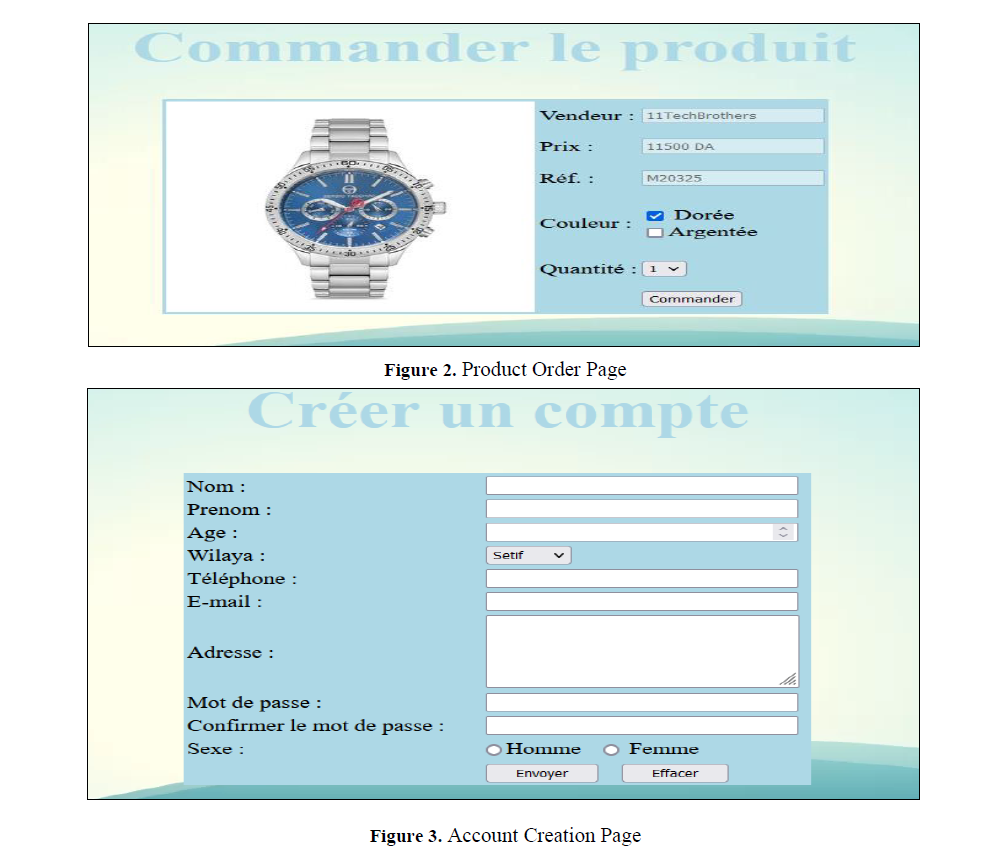 Commander le produit
Vendeur : 11TechBrothers
Prix : 11500 DA
Réf. : M20325
Couleur : Dorée
Argentée
Quantité : 1
Commander
Figure 2. Product Order Page
Créer un compte
Nom :
Prenom :
Age :
Wilaya : Setif
Téléphone :
E-mail :
Adresse :
Mot de passe :
Confirmer le mot de passe :
Sexe : Homme Femme
Envoyer Effacer
Figure 3. Account Creation Page